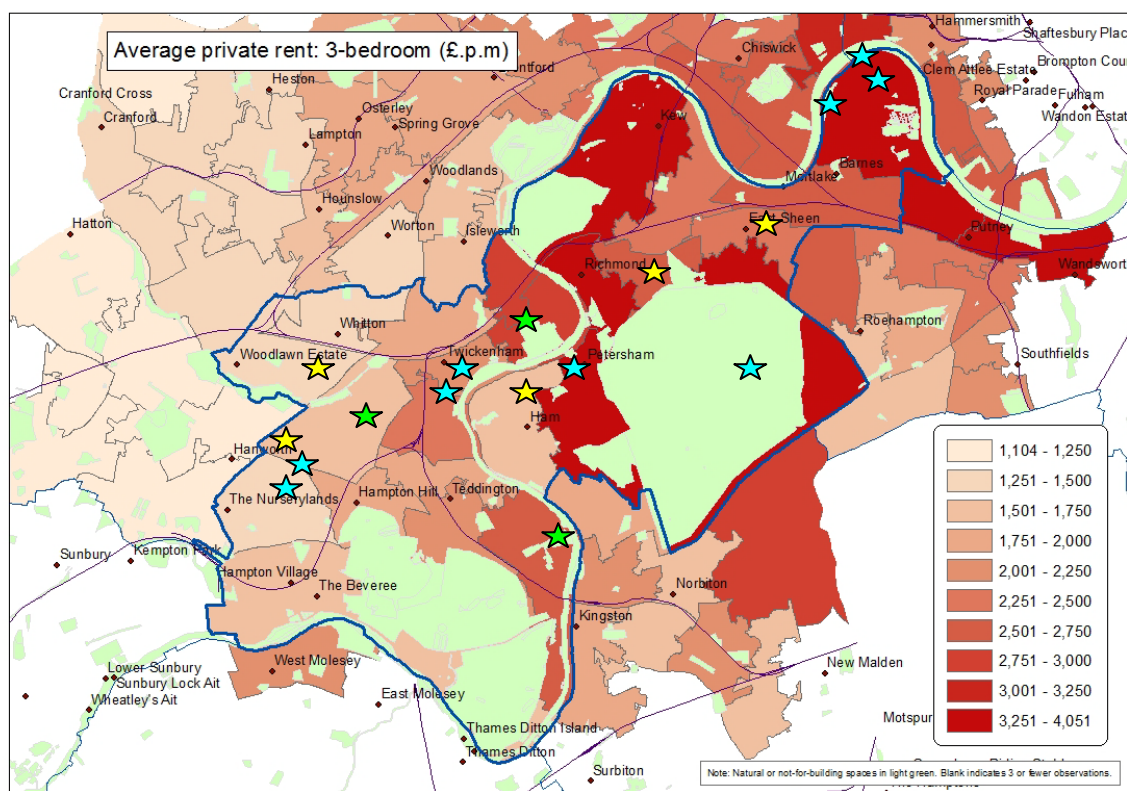 Average private rent: 3-bedroom (£.p.m)
Hammersmith
Shaftesbury Place
Chiswick
Brompton Cour
Heston
ntford
Clem Attlee Estate
Cranford Cross
Royal Parade
Fulham
Osterley
Wandon Estate
Cranford
Spring Grove
Kew
Lampton
Barnes
Woodlands
Mortlake
Hounslow
East Sheen
Hatton
Worton
Isleworth
Putney
Richmond
Wandswort
Whitton
Roehampton
Woodlawn Estate
Twickenham
Petersham
Southfields
Ham
Hanworth
The Nurserylands
Hampton Hill
Teddington
Sunbury
Kempton Park
Hampton Village
The Beveree
Norbiton
Kingston
Lower Sunbury
Sunbury Lock Ait
Wheatley's Ait
West Molesey
New Malden
East Molesey
Motspur
Thames Ditton Island
Thames Ditton
Surbiton
1,104 - 1,250
1,251 - 1,500
1,501 - 1,750
1,751 - 2,000
2,001 - 2,250
2,251 - 2,500
2,501 - 2,750
2,751 - 3,000
3,001 - 3,250
3,251 - 4,051
Note: Natural or not-for-building spaces in light green. Blank indicates 3 or fewer observations.